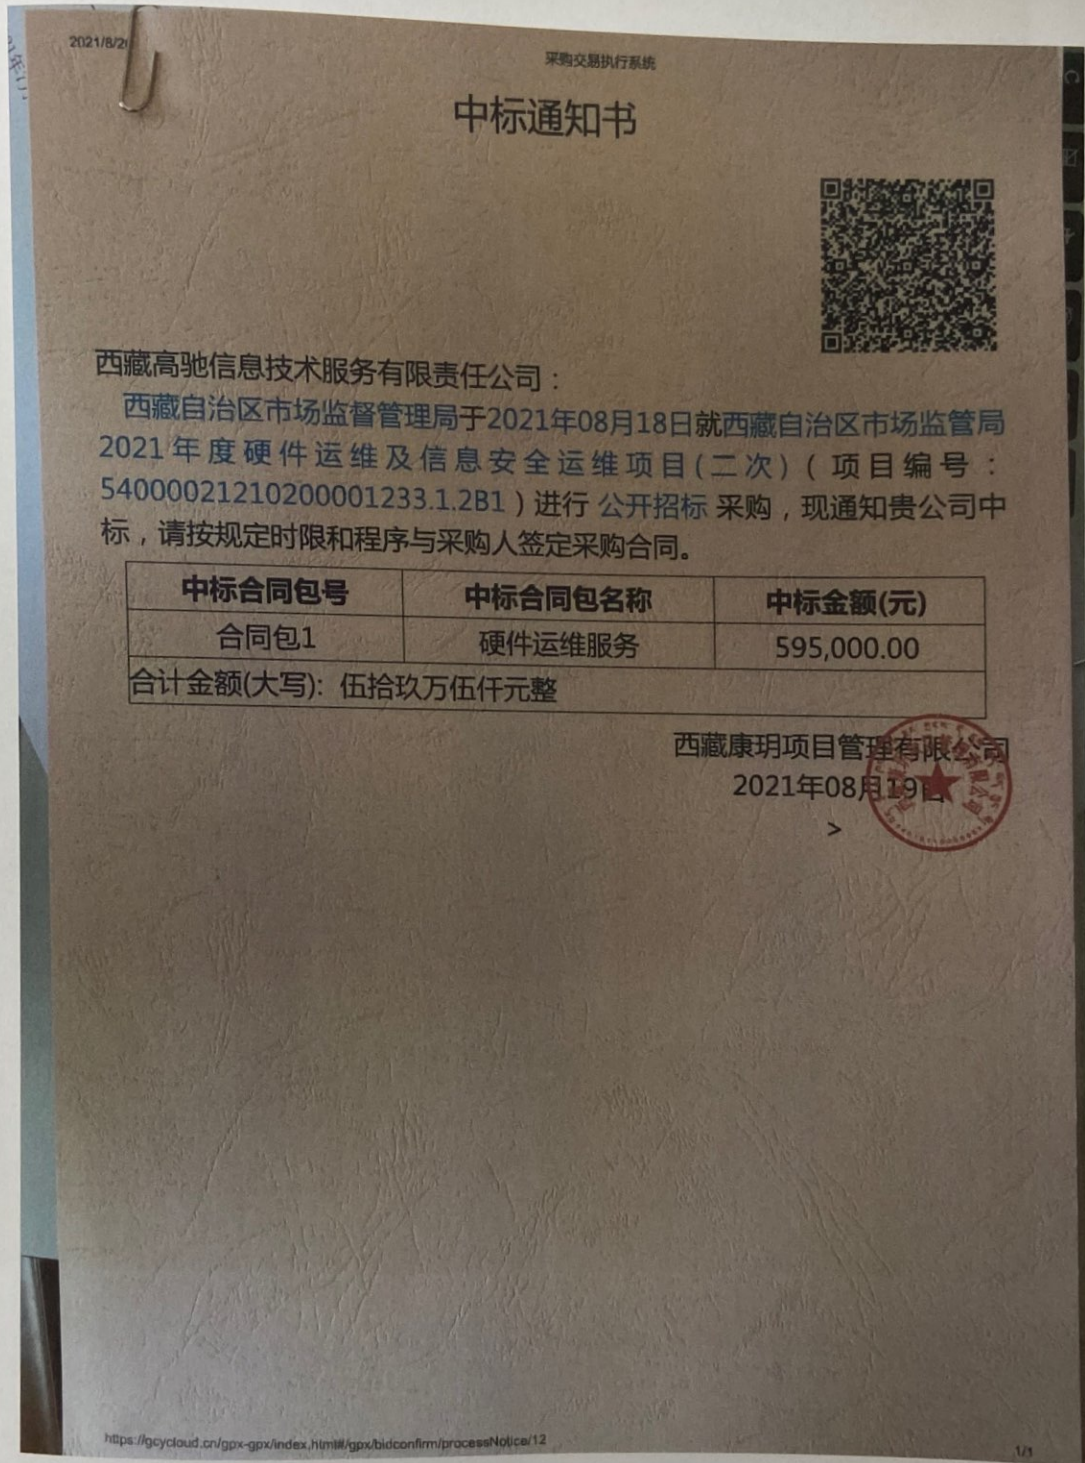 2021/8/2
采购交易执行系统
中标通知书
西藏高驰信息技术服务有限责任公司：
西藏自治区市场监督管理局于2021年08月18日就西藏自治区市场监管局
2021年度硬件运维及信息安全运维项目(二次)（项目编号：
54000021210200001233.1.2B1）进行 公开招标 采购，现通知贵公司中
标，请按规定时限和程序与采购人签定采购合同。
中标合同包号 中标合同包名称 中标金额(元)
合同包1 硬件运维服务 595,000.00
合计金额(大写)：伍拾玖万伍仟元整
西藏康玥项目管理有限公司
2021年08月19日
>
https://gcycloud.cn/gpx-gpx/index.html#/gpx/bidconfirm/processNotice/12
1/1